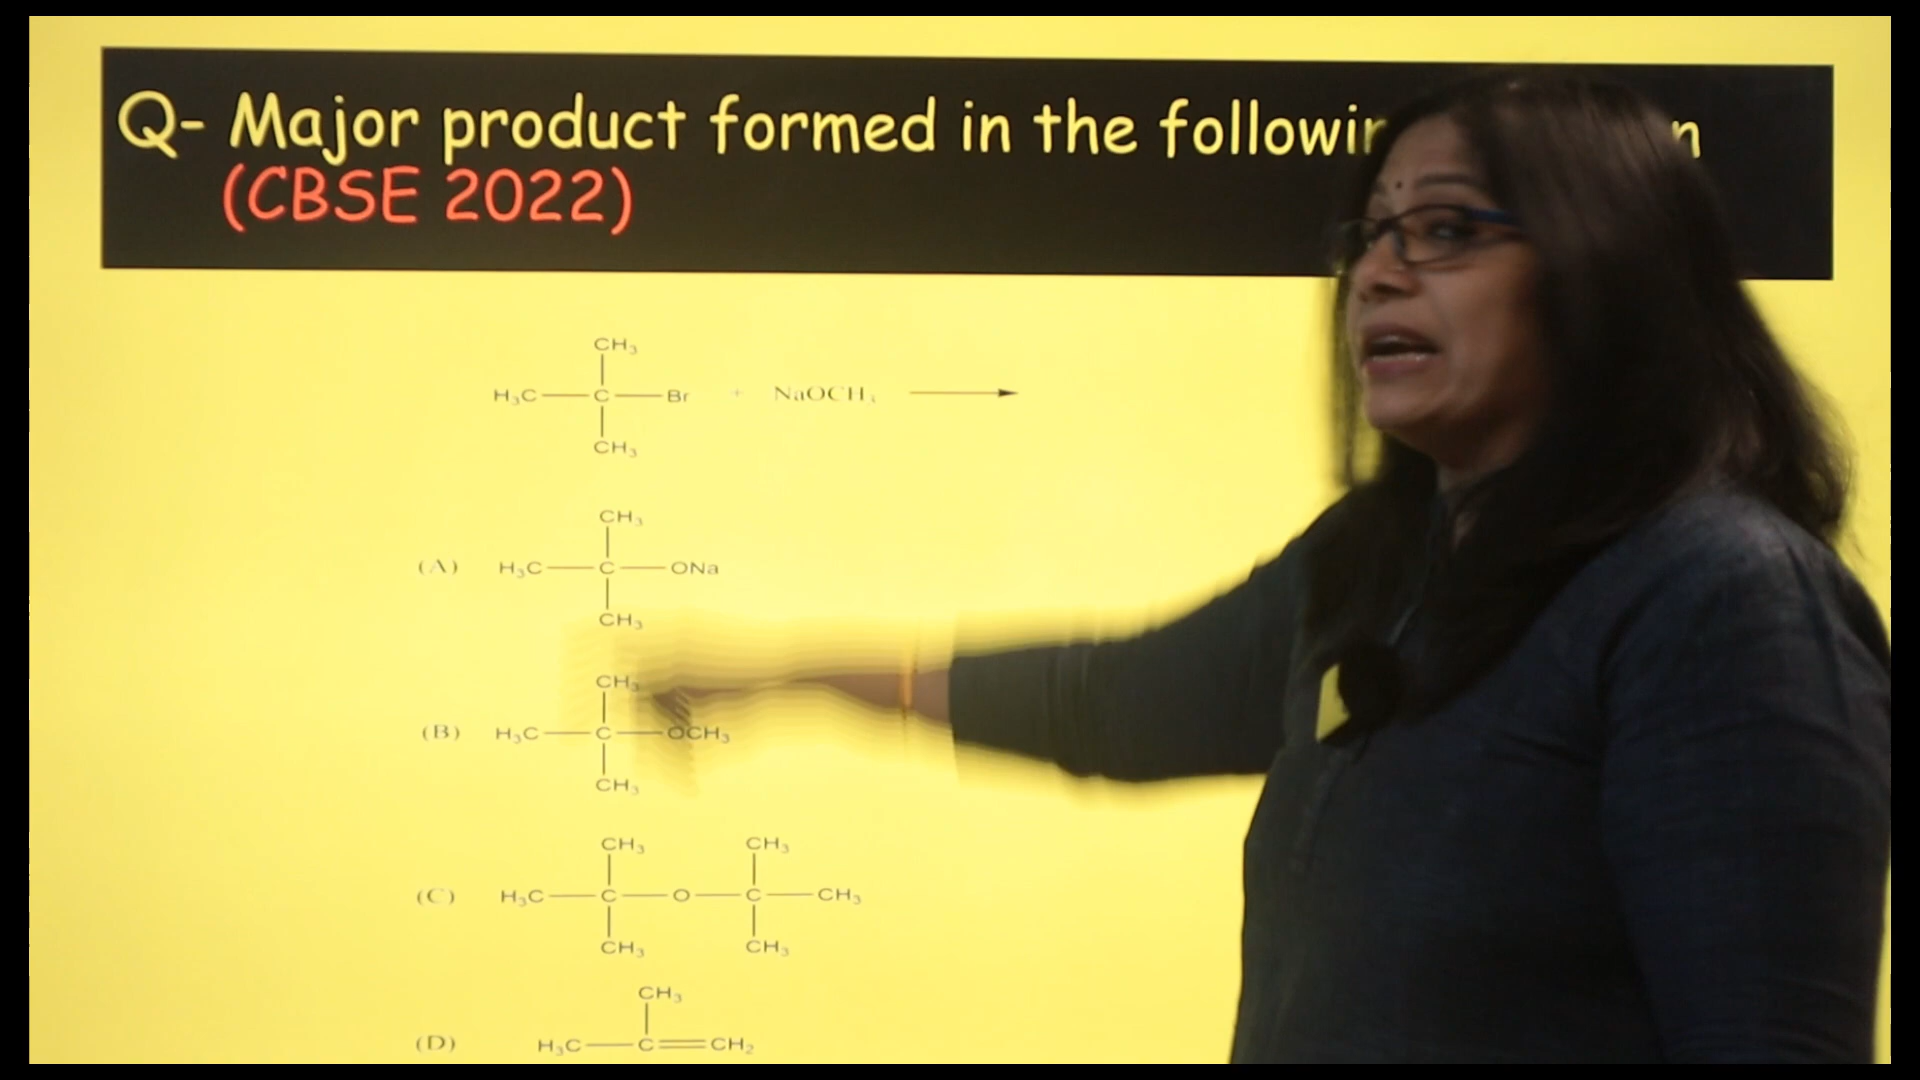 Q- Major product formed in the
(CBSE 2022)
CH₃
H₃C—C—Br + NaOCH₃ ⟶
CH₃
CH₃
(A) H₃C—C—ONa
CH₃
CH₃
(B) H₃C—C—OCH₃
CH₃
CH₃ CH₃
(C) H₃C—C—O—C—CH₃
CH₃ CH₃
CH₃
(D) H₃C—C=CH₂